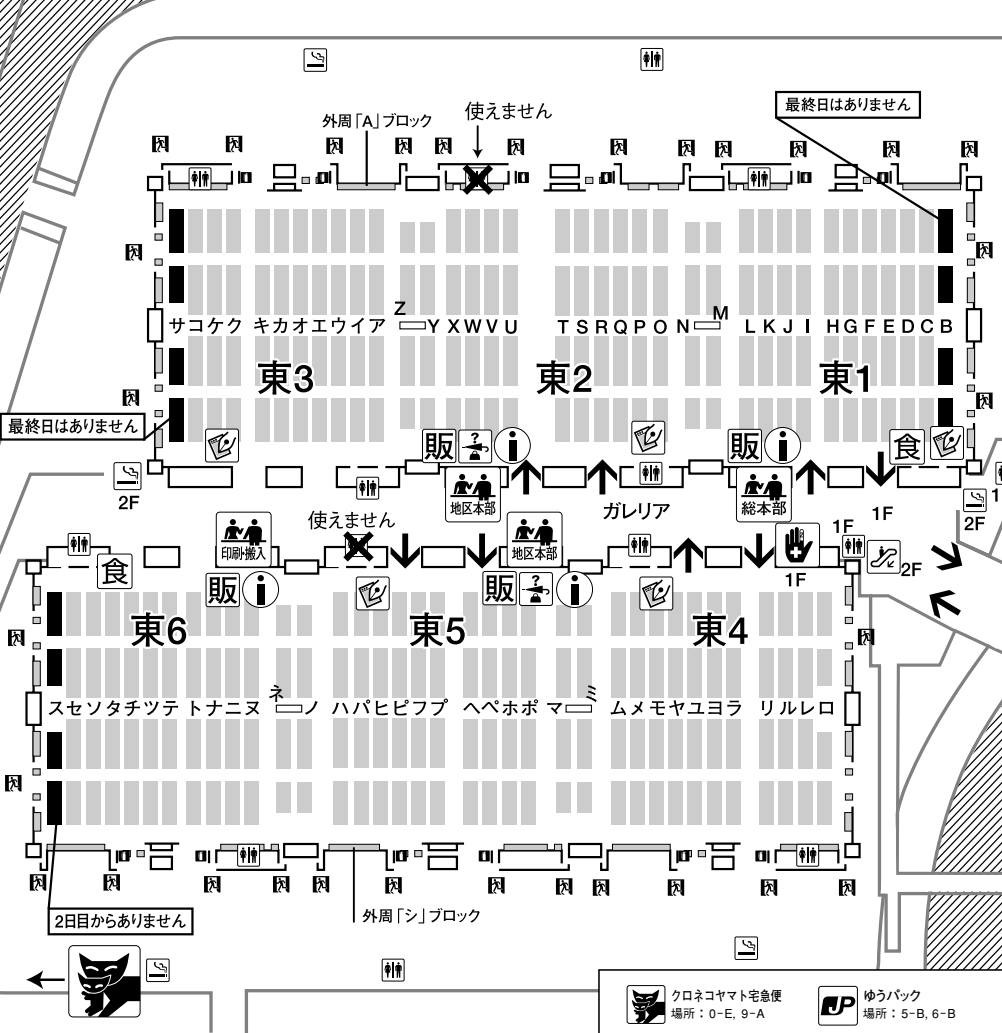 最終日はありません
外周「A」ブロック
使えません
サコケク キカオエウイア Z Y X W V U T S R Q P O N M L K J I H G F E D C B
東3
東2
東1
最終日はありません
販
?
i
販
i
食
2F
地区本部
ガレリア
総本部
1F
1F
2F
印刷・搬入
使えません
地区本部
食
販
i
販
?
i
1F
2F
東6
東5
東4
スセソタチツテ トナニヌ ネ ノ ハパヒピフプ ヘペホポ マ ミ ムメモヤユヨラ リルレロ
2日目からありません
外周「シ」ブロック
クロネコヤマト宅急便
場所：0-E, 9-A
JP
ゆうパック
場所：5-B, 6-B